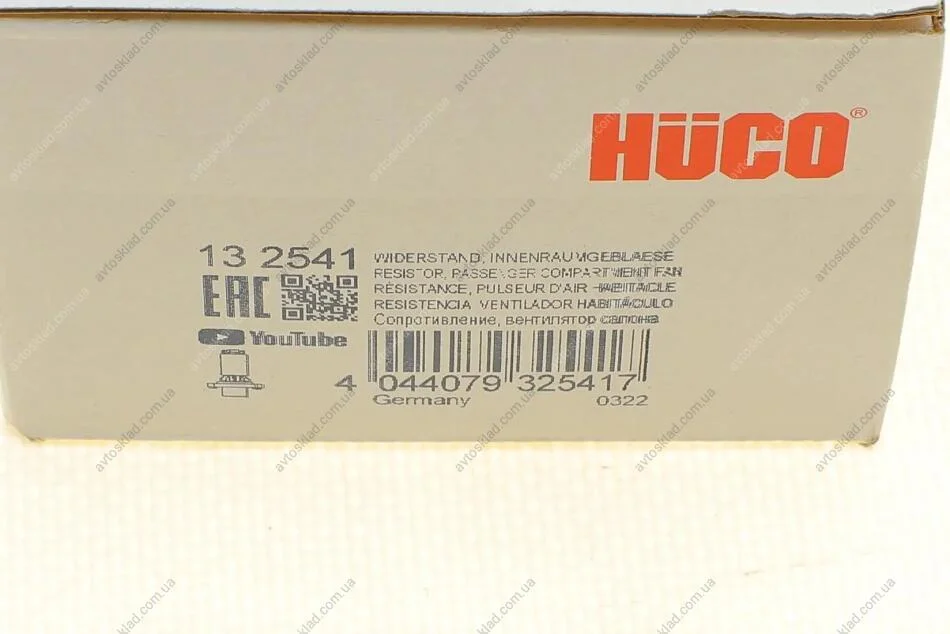 HÜCO®
13 2541
WIDERSTAND, INNENRAUMGEBLAESE
RESISTOR, PASSENGER COMPARTMENT FAN
RÉSISTANCE, PULSEUR D'AIR HABITACLE
RESISTENCIA, VENTILADOR HABITÁCULO
Сопротивление, вентилятор салона
EAC
YouTube
4 044079 325417
Germany 0322
avtosklad.com.ua